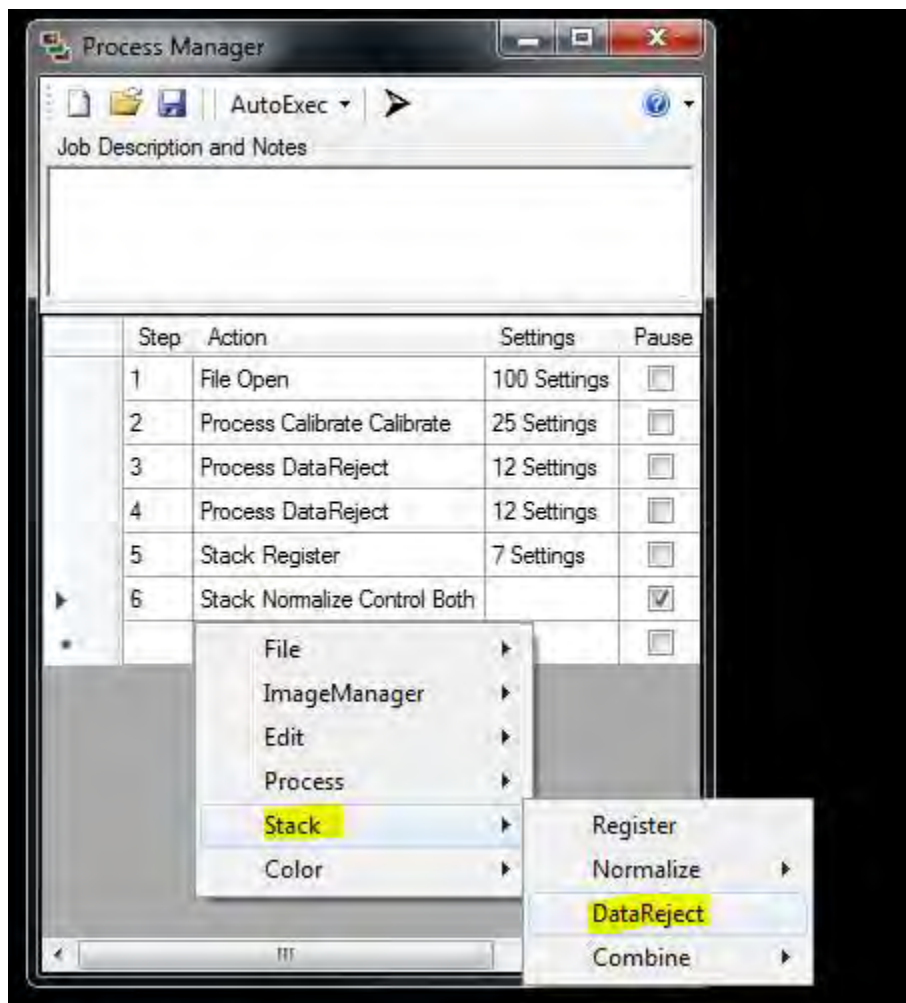 Process Manager
AutoExec
Job Description and Notes
Step Action Settings Pause
1 File Open 100 Settings
2 Process Calibrate Calibrate 25 Settings
3 Process DataReject 12 Settings
4 Process DataReject 12 Settings
5 Stack Register 7 Settings
6 Stack Normalize Control Both
File
ImageManager
Edit
Process
Stack
Color
Register
Normalize
DataReject
Combine